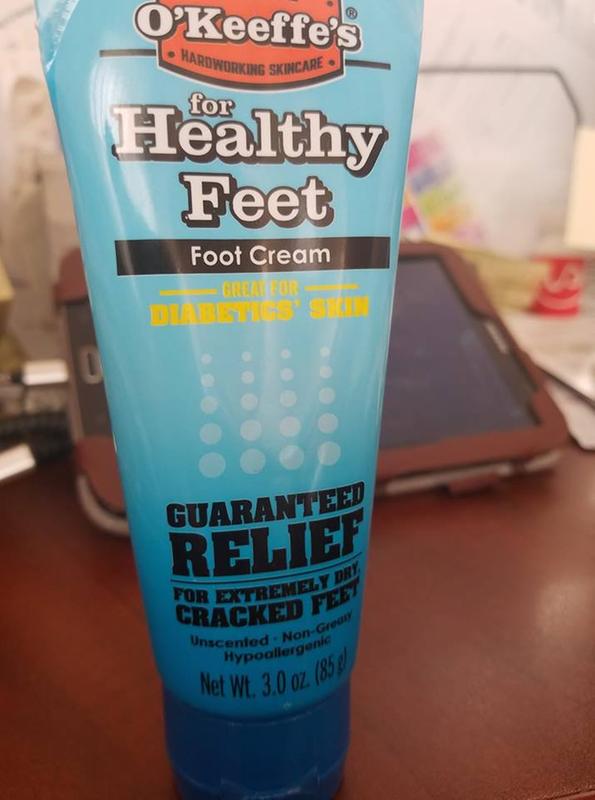 O'Keeffe's®
HARDWORKING SKINCARE
for
Healthy
Feet
Foot Cream
GREAT FOR
DIABETICS' SKIN
GUARANTEED
RELIEF
FOR EXTREMELY DRY,
CRACKED FEET
Unscented · Non-Greasy
Hypoallergenic
Net Wt. 3.0 oz. (85 g)